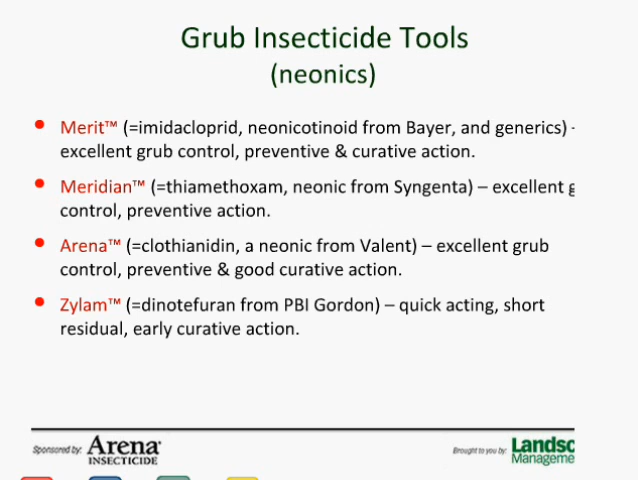 Grub Insecticide Tools
(neonics)
• Merit™ (=imidacloprid, neonicotinoid from Bayer, and generics) -
excellent grub control, preventive & curative action.
• Meridian™ (=thiamethoxam, neonic from Syngenta) – excellent g
control, preventive action.
• Arena™ (=clothianidin, a neonic from Valent) – excellent grub
control, preventive & good curative action.
• Zylam™ (=dinotefuran from PBI Gordon) – quick acting, short
residual, early curative action.
Sponsored by: Arena
INSECTICIDE
Brought to you by: Landsc
Manageme